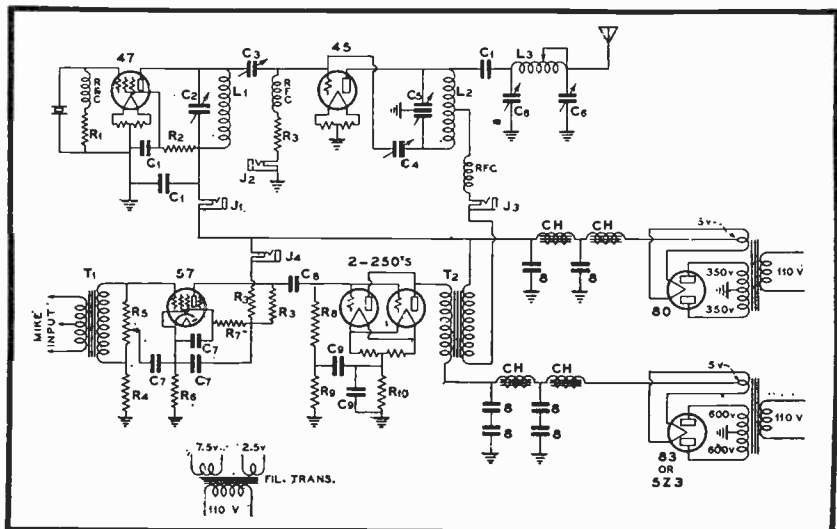 47
C3
45
C1
L3
RFC
C2
L1
RFC
C5
L2
R1
R2
R3
C6
C6
C1
C4
J2
RFC
C1
J1
J3
CH
CH
5v
J4
8
8
350v
110 V
350v
80
T1
57
C8
2-250's
T2
MIKE INPUT
R5
R3
R3
R8
R7
C7
C9
CH
CH
5v
C7
C7
R4
R6
R9
C9
R10
8
8
8
8
600v
110 V
600v
83
OR
5Z3
7.5v
2.5v
FIL. TRANS.
110 V